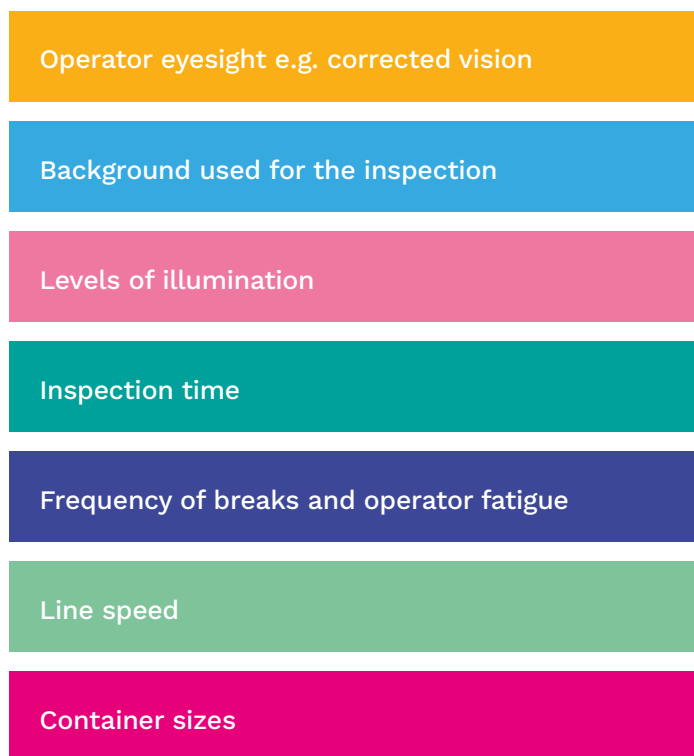 Operator eyesight e.g. corrected vision
Background used for the inspection
Levels of illumination
Inspection time
Frequency of breaks and operator fatigue
Line speed
Container sizes